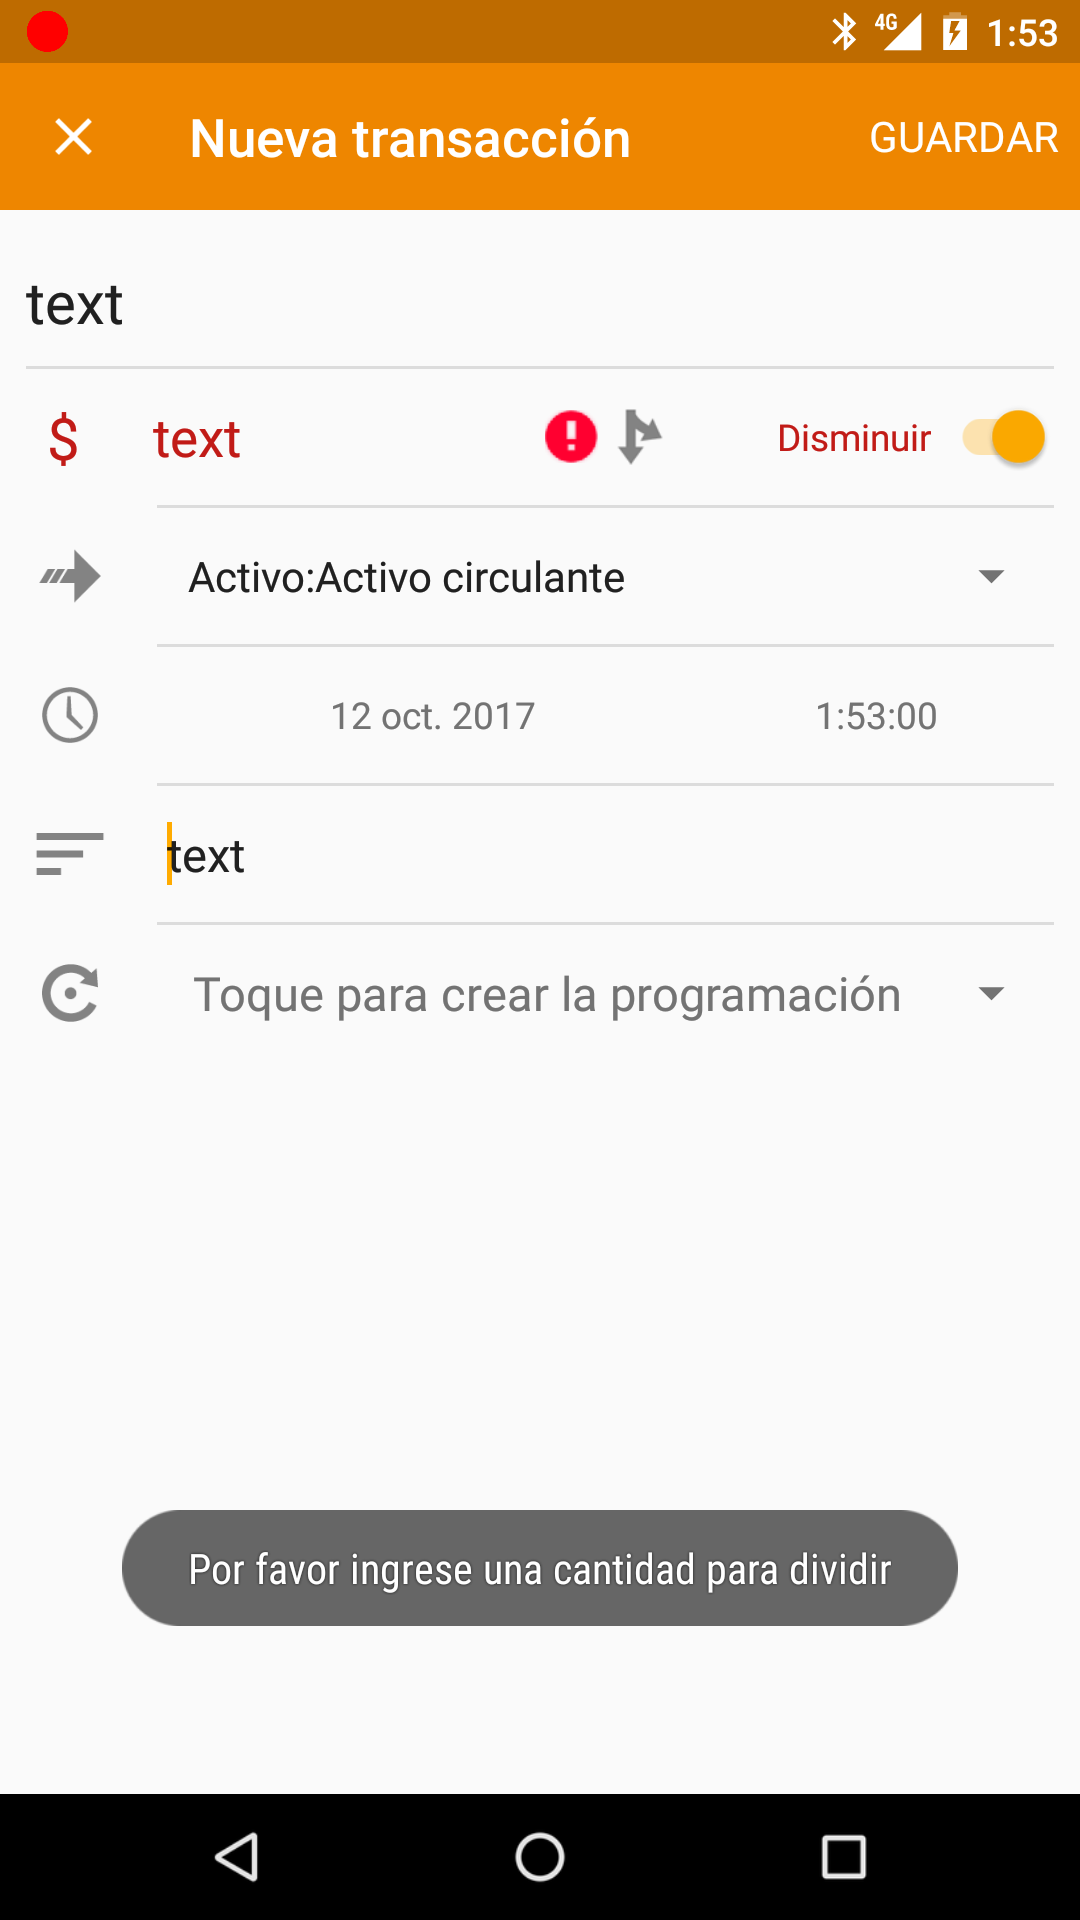 4G 1:53
Nueva transacción GUARDAR
text
$ text Disminuir
Activo:Activo circulante
12 oct. 2017 1:53:00
text
Toque para crear la programación
Por favor ingrese una cantidad para dividir